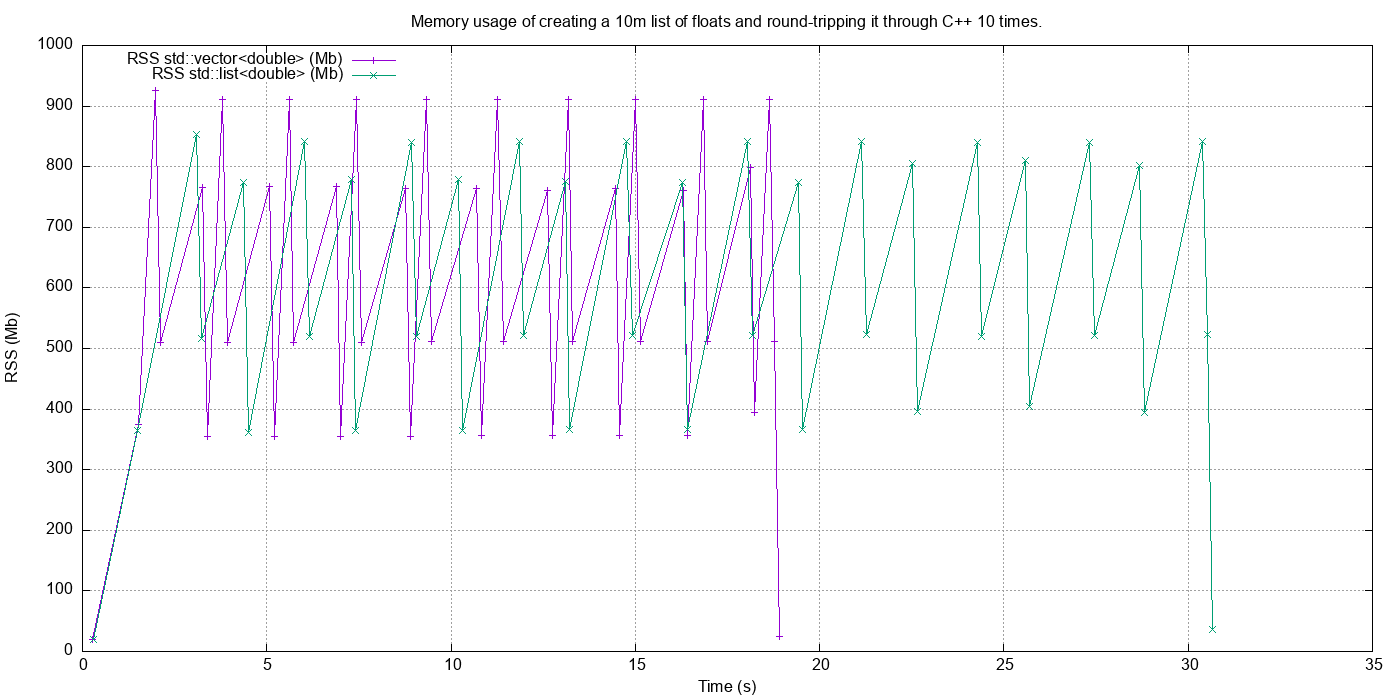 Memory usage of creating a 10m list of floats and round-tripping it through C++ 10 times.
1000
900
800
700
600
500
400
300
200
100
0
RSS (Mb)
RSS std::vector<double> (Mb)
RSS std::list<double> (Mb)
0 5 10 15 20 25 30 35
Time (s)